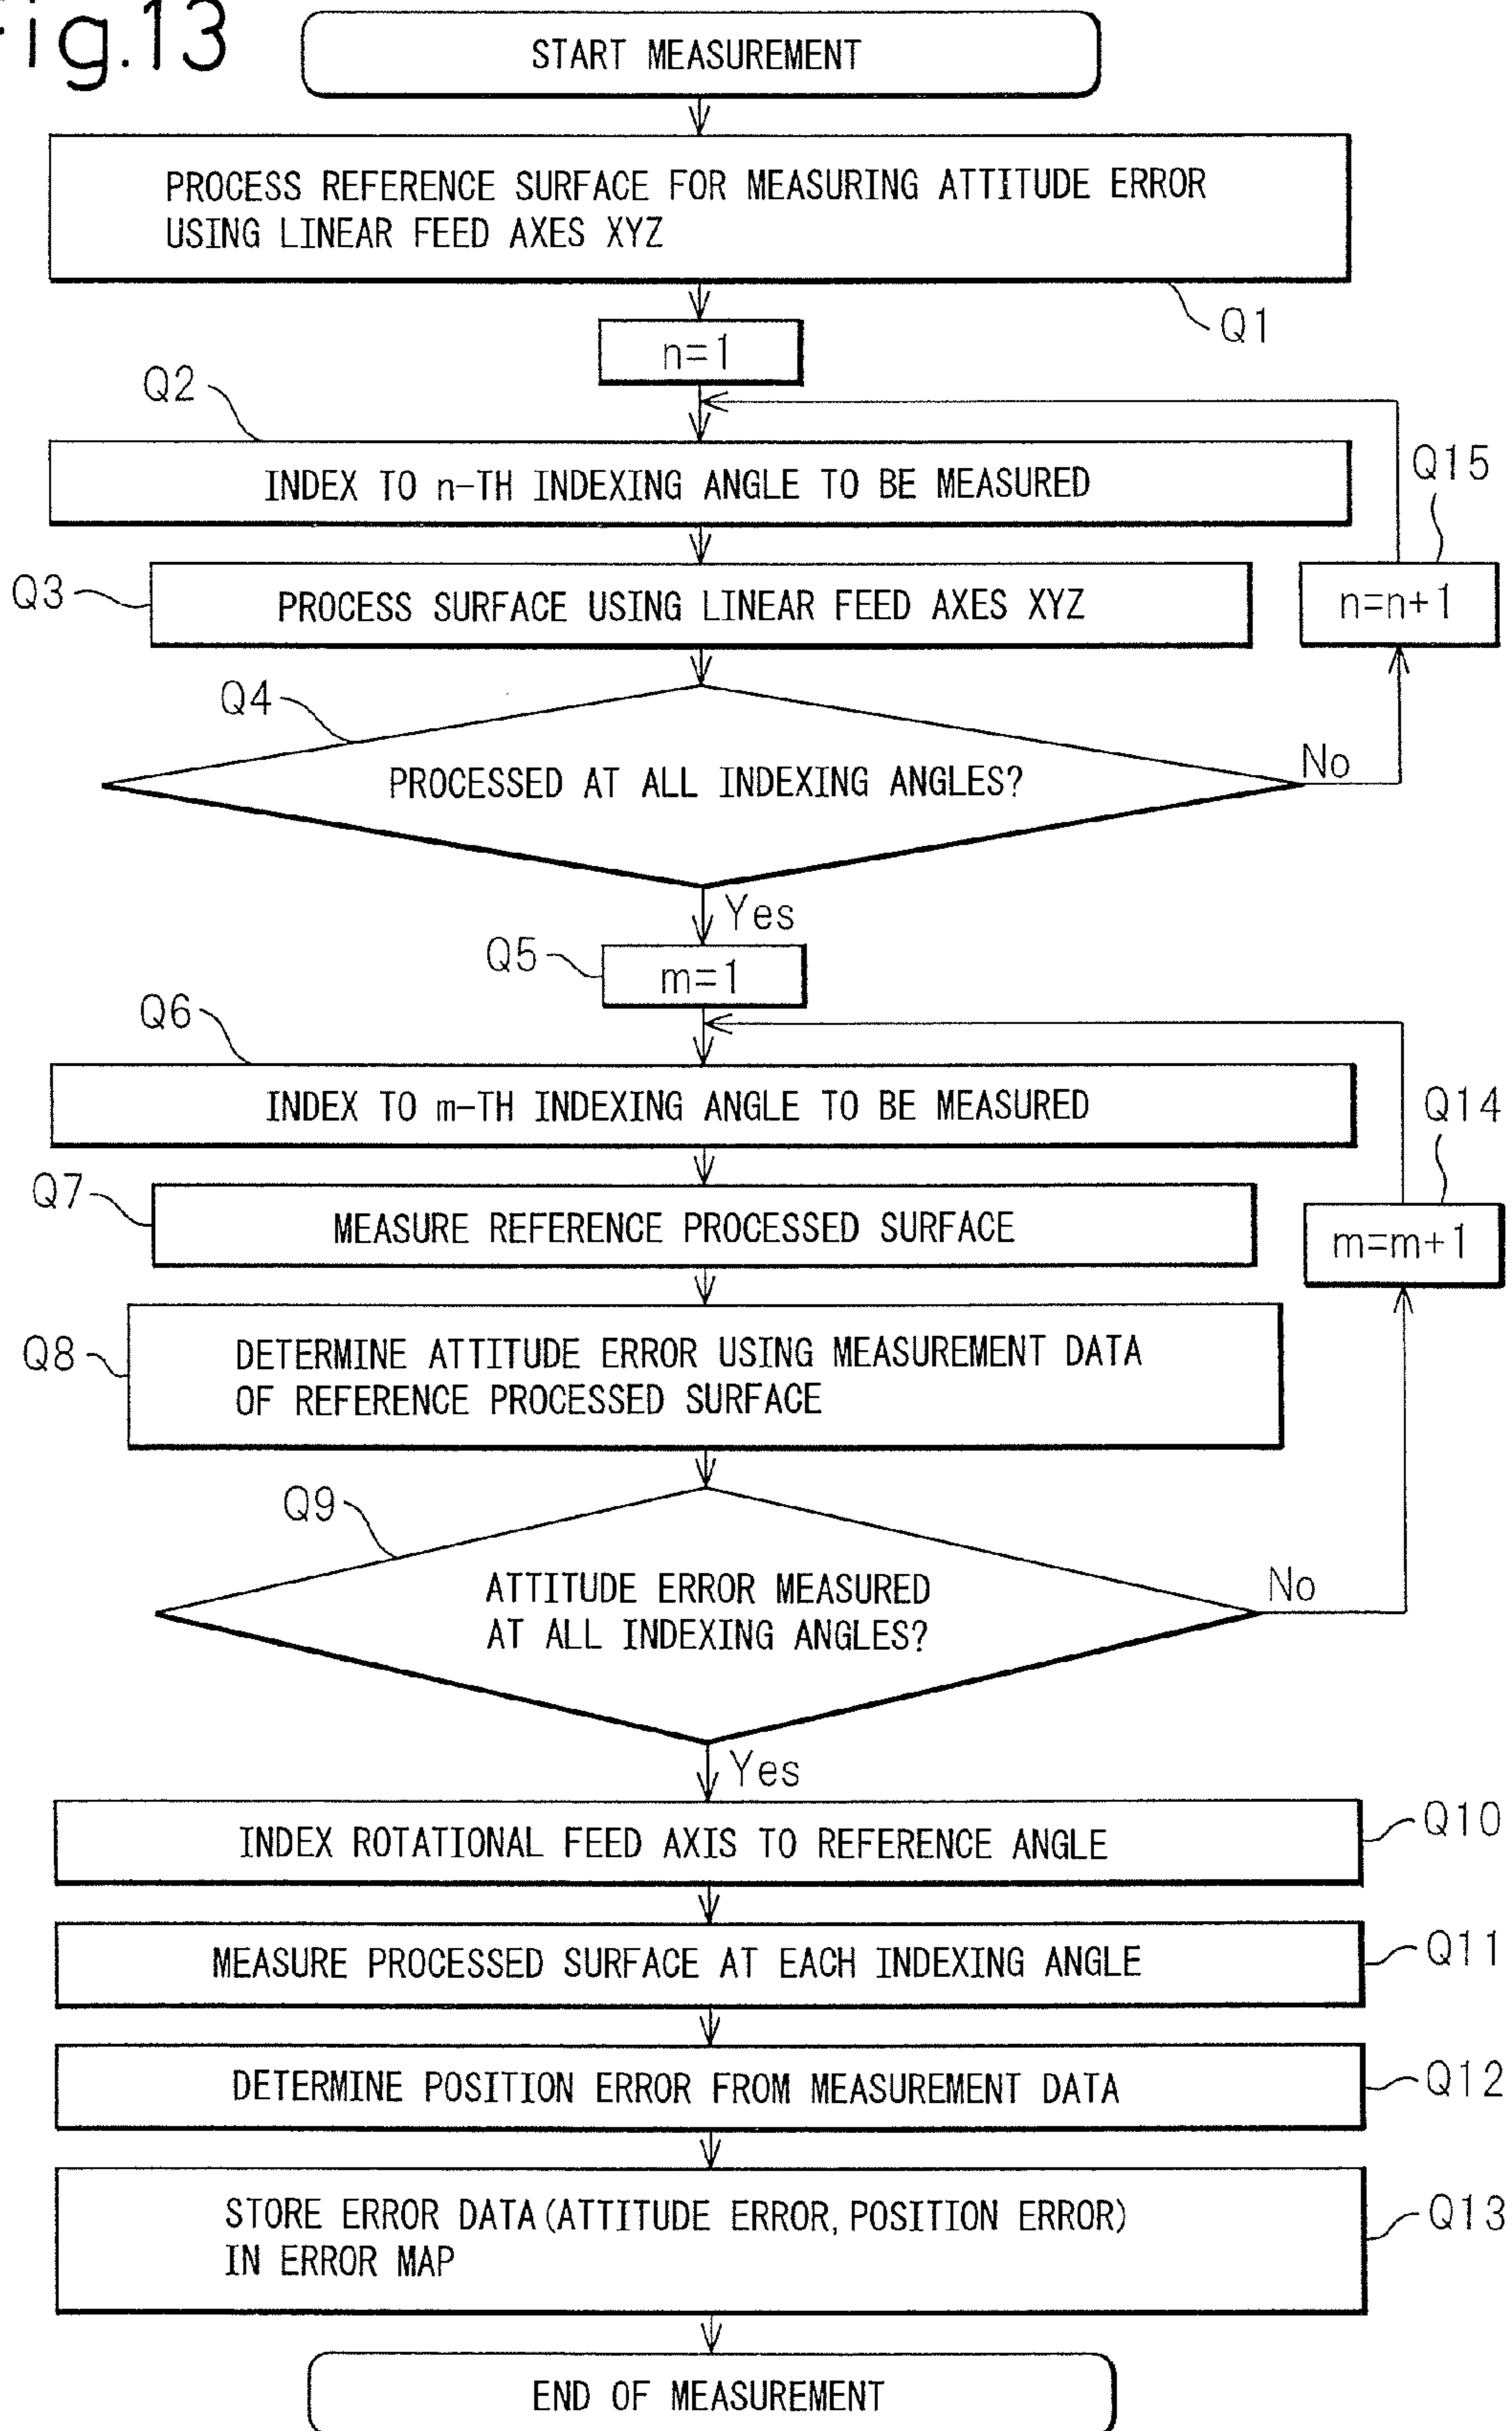 Fig.13
START MEASUREMENT
PROCESS REFERENCE SURFACE FOR MEASURING ATTITUDE ERROR
USING LINEAR FEED AXES XYZ
Q1
n=1
Q2
INDEX TO n-TH INDEXING ANGLE TO BE MEASURED
Q15
Q3
PROCESS SURFACE USING LINEAR FEED AXES XYZ
n=n+1
Q4
PROCESSED AT ALL INDEXING ANGLES?
No
Yes
Q5
m=1
Q6
INDEX TO m-TH INDEXING ANGLE TO BE MEASURED
Q14
Q7
MEASURE REFERENCE PROCESSED SURFACE
m=m+1
Q8
DETERMINE ATTITUDE ERROR USING MEASUREMENT DATA
OF REFERENCE PROCESSED SURFACE
Q9
ATTITUDE ERROR MEASURED
AT ALL INDEXING ANGLES?
No
Yes
INDEX ROTATIONAL FEED AXIS TO REFERENCE ANGLE
Q10
MEASURE PROCESSED SURFACE AT EACH INDEXING ANGLE
Q11
DETERMINE POSITION ERROR FROM MEASUREMENT DATA
Q12
STORE ERROR DATA (ATTITUDE ERROR, POSITION ERROR)
IN ERROR MAP
Q13
END OF MEASUREMENT